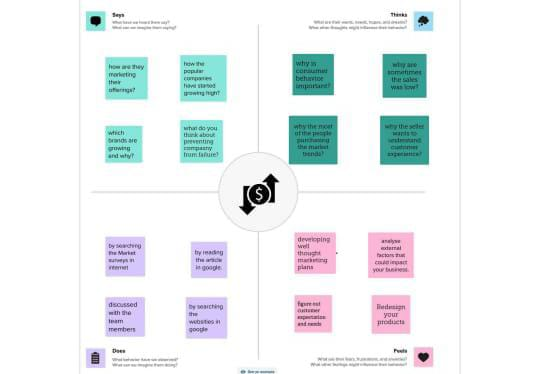 Says
What have we heard them say?
What can we imagine them saying?
Thinks
What are their wants, needs, hopes, and dreams?
What other thoughts might influence their behavior?
how are they
marketing
their
offerings?
how the
popular
companies
have started
growing high?
why is
consumer
behavior
important?
why are
sometimes
the sales
was low?
which
brands are
growing
and why?
what do you
think about
preventing
company
from failure?
why the most
of the people
purchasing
the market
trends?
why the seller
wants to
understand
customer
experience?
$
by searching
the Market
surveys in
internet
by reading
the article
in google.
developing
well
thought
marketing
plans
analyse
external
factors that
could impact
your business.
discussed
with the
team
members
by searching
the
websities in
google
figure out
customer
expectation
and needs
Redesign
your
products
Does
What behavior have we observed?
What can we imagine them doing?
Feels
What are their fears, frustrations, and anxieties?
What other feelings might influence their behavior?
See an example